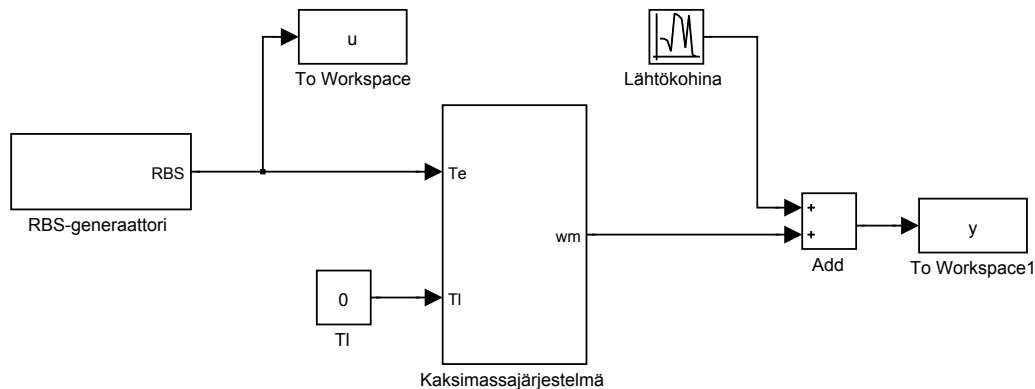 u
To Workspace
Lähtökohina
RBS
RBS-generaattori
Te
wm
Tl
Kaksimassajärjestelmä
0
Tl
+
+
Add
y
To Workspace1